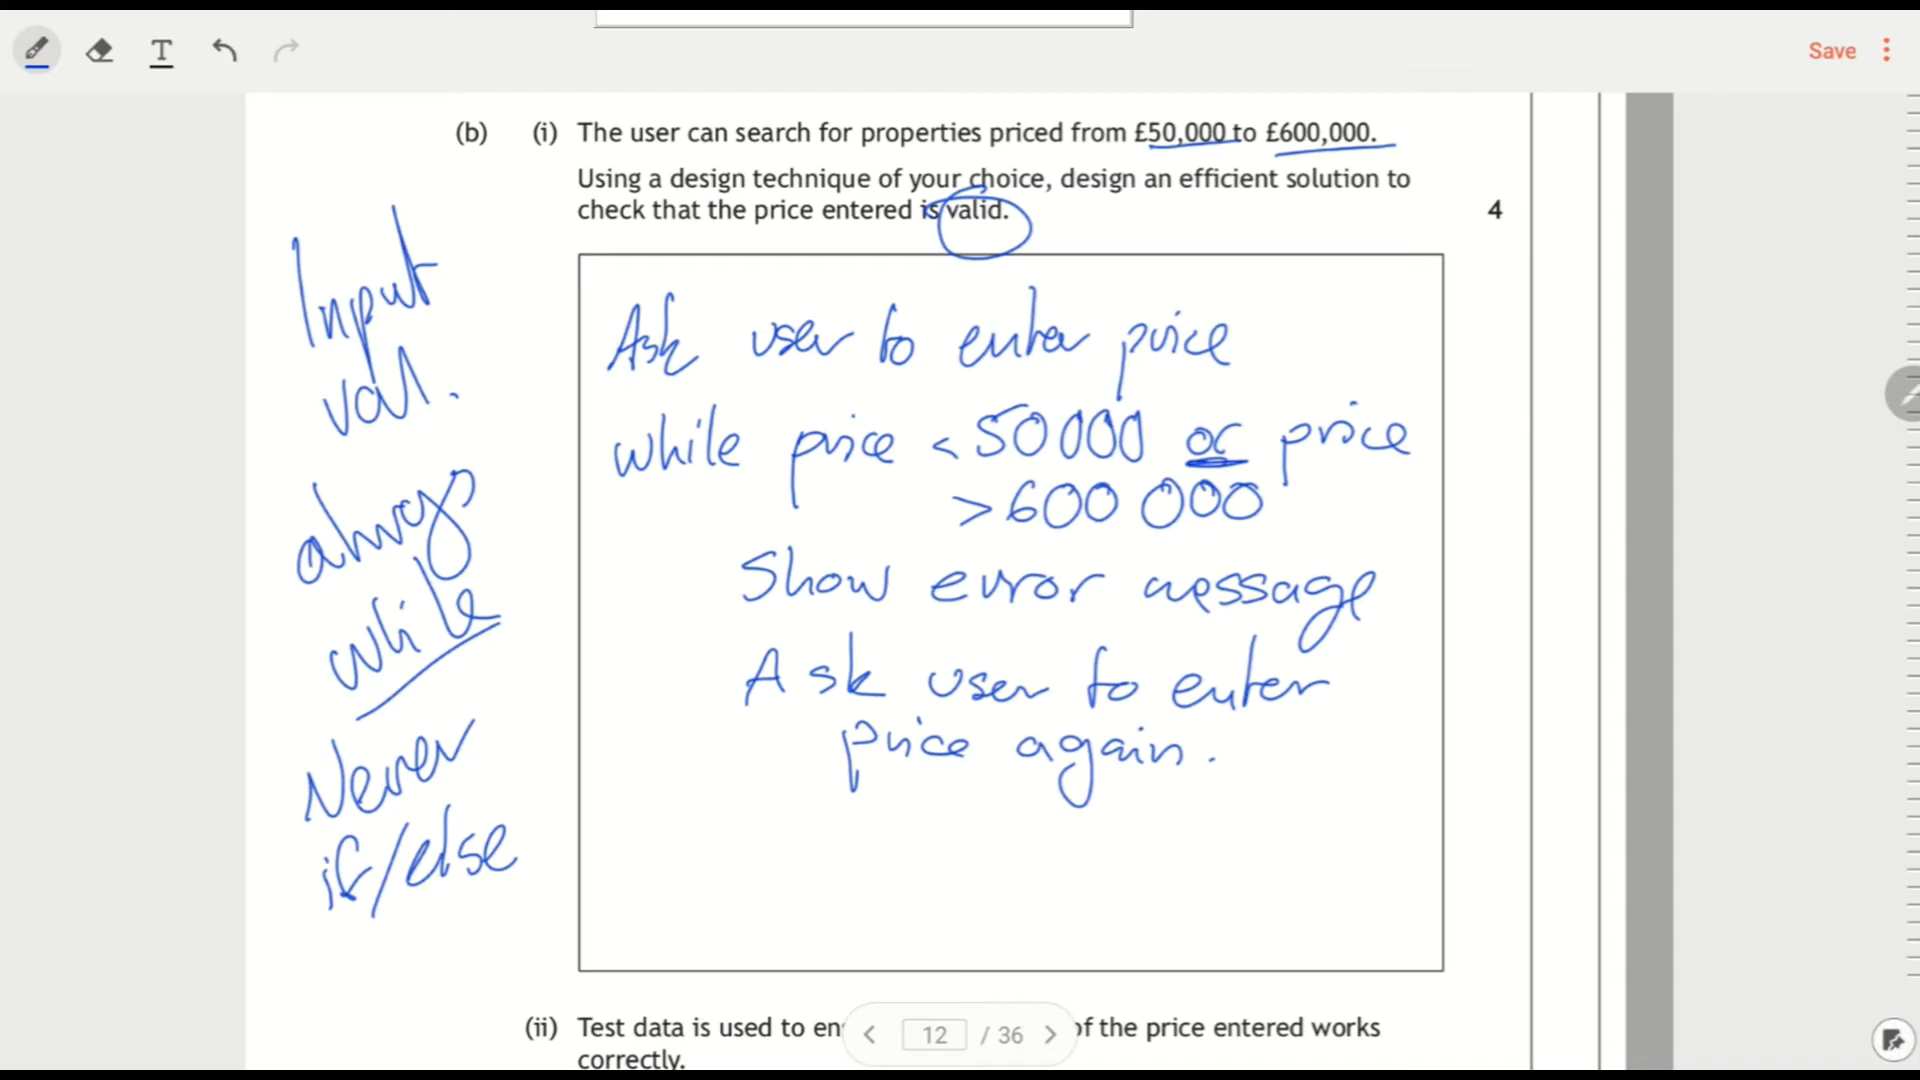 T
Save
(b) (i) The user can search for properties priced from £50,000 to £600,000.
Using a design technique of your choice, design an efficient solution to
check that the price entered is valid.
4
Input
val.
always
while
Never
if/else
Ask user to enter price
while price < 50000 or price
> 600 000
Show error message
Ask user to enter
price again.
(ii) Test data is used to en
of the price entered works
correctly.
12 / 36